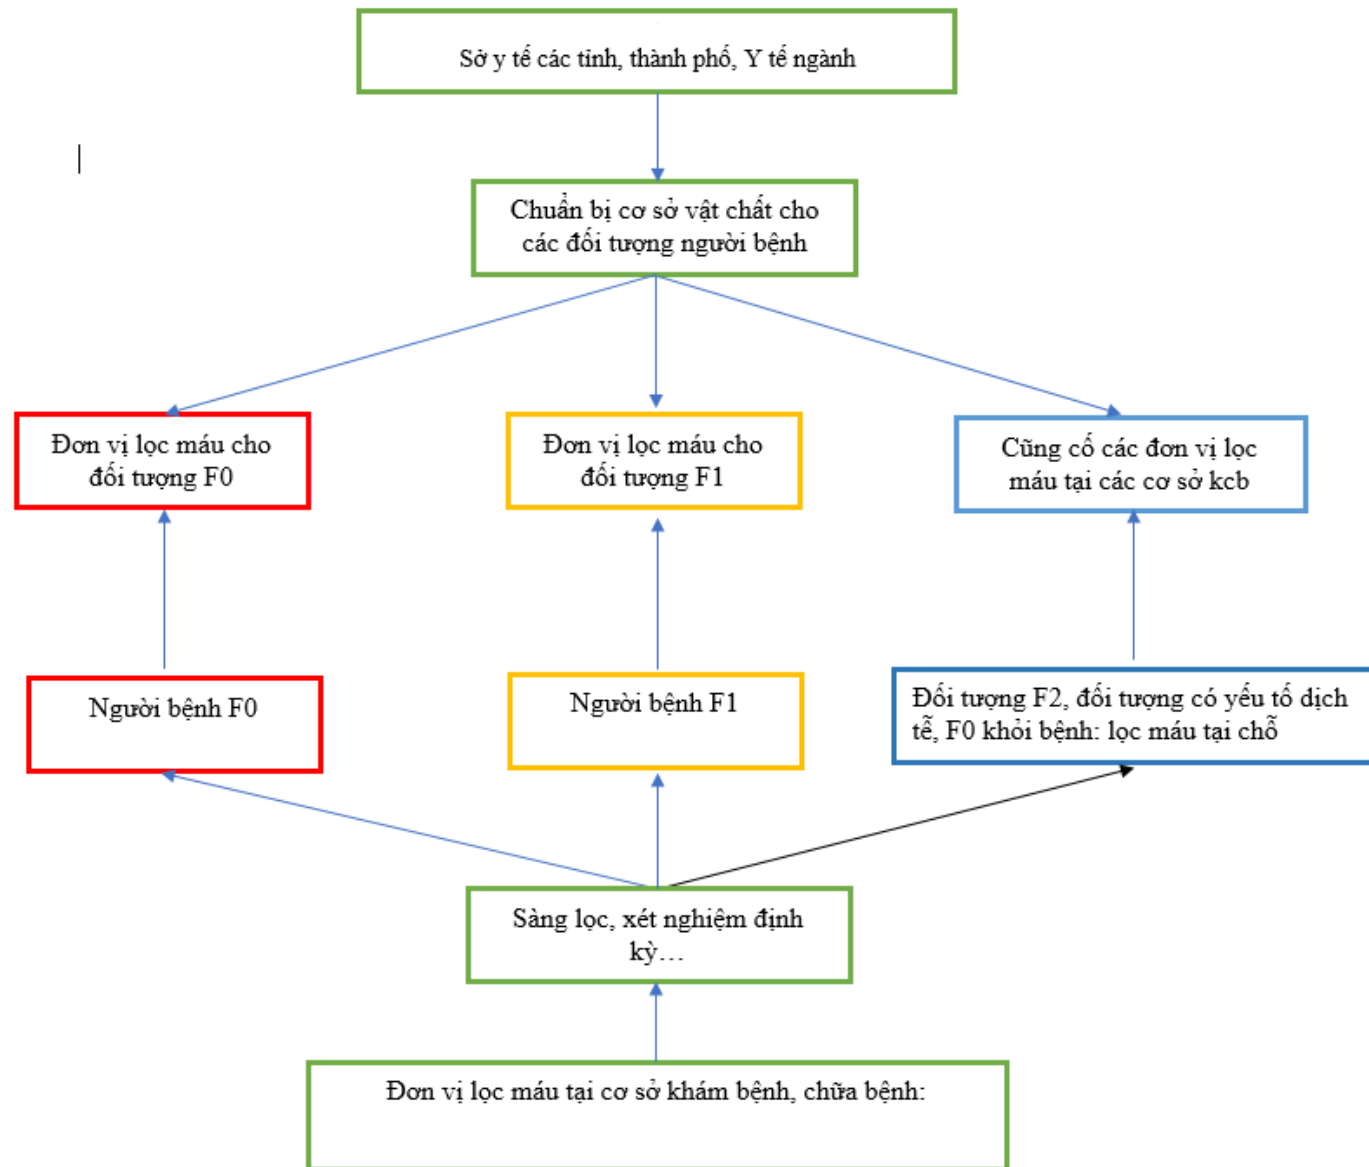 Sở y tế các tỉnh, thành phố, Y tế ngành
Chuẩn bị cơ sở vật chất cho
các đối tượng người bệnh
Đơn vị lọc máu cho
đối tượng F0
Đơn vị lọc máu cho
đối tượng F1
Cũng cố các đơn vị lọc
máu tại các cơ sở kcb
Người bệnh F0
Người bệnh F1
Đối tượng F2, đối tượng có yếu tố dịch
tễ, F0 khỏi bệnh: lọc máu tại chỗ
Sàng lọc, xét nghiệm định
kỳ…
Đơn vị lọc máu tại cơ sở khám bệnh, chữa bệnh: